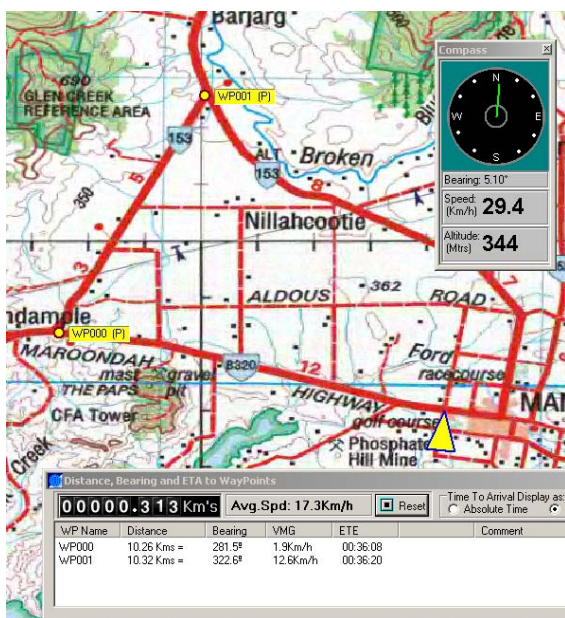 Barjarg
690
GLEN CREEK
REFERENCE AREA
WP001 (P)
153
ALT
153
Broken
350
5
8
Nillahcootie
3
362
ALDOUS ROAD
7
ndample
WP000 (P)
MAROONDAH
mast
gravel
pit
THE PAPS
CFA Tower
B320
12
HIGHWAY
Ford
racecourse
MAN
golf course
Phosphate
Hill Mine
Creek
Compass
N
W E
S
Bearing: 5.10°
Speed: (Km/h) 29.4
Altitude: (Mtrs) 344
Distance, Bearing and ETA to WayPoints
00000.313 Km's Avg.Spd: 17.3Km/h Reset
Time To Arrival Display as:
Absolute Time
WP Name Distance Bearing VMG ETE Comment
WP000 10.26 Kms = 281.5º 1.9Km/h 00:36:08
WP001 10.32 Kms = 322.6º 12.6Km/h 00:36:20